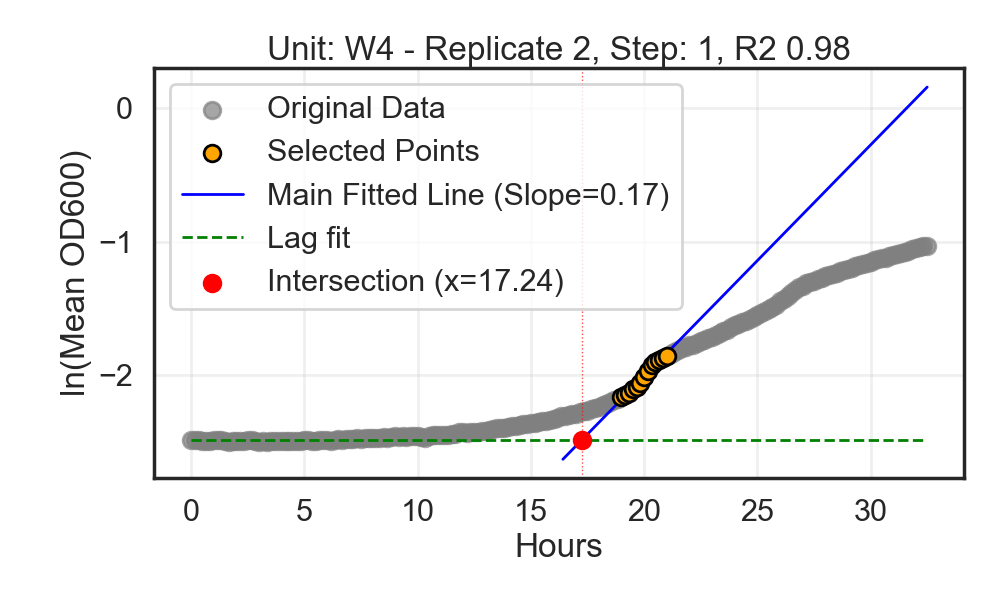 Unit: W4 - Replicate 2, Step: 1, R2 0.98
Original Data
Selected Points
Main Fitted Line (Slope=0.17)
Lag fit
Intersection (x=17.24)
ln(Mean OD600)
0
−1
−2
0 5 10 15 20 25 30
Hours